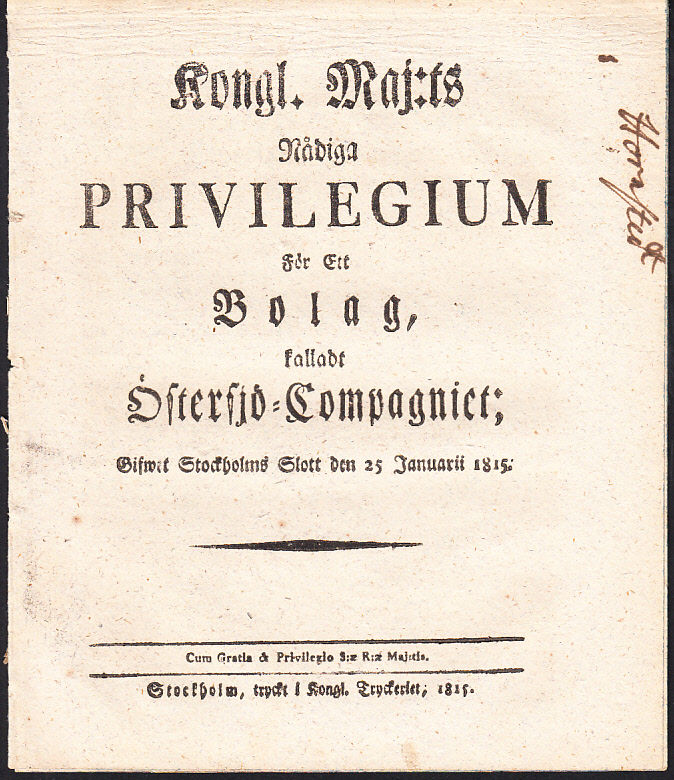 Kongl. Maj:ts
Nådiga
PRIVILEGIUM
För Ett
Bolag,
kalladt
Östersjö-Compagniet;
Gifwet Stockholms Slott den 25 Januarii 1815.
Cum Gratia & Privilegio S:æ R:æ Maj:tis.
Stockholm, tryckt i Kongl. Tryckeriet, 1815.